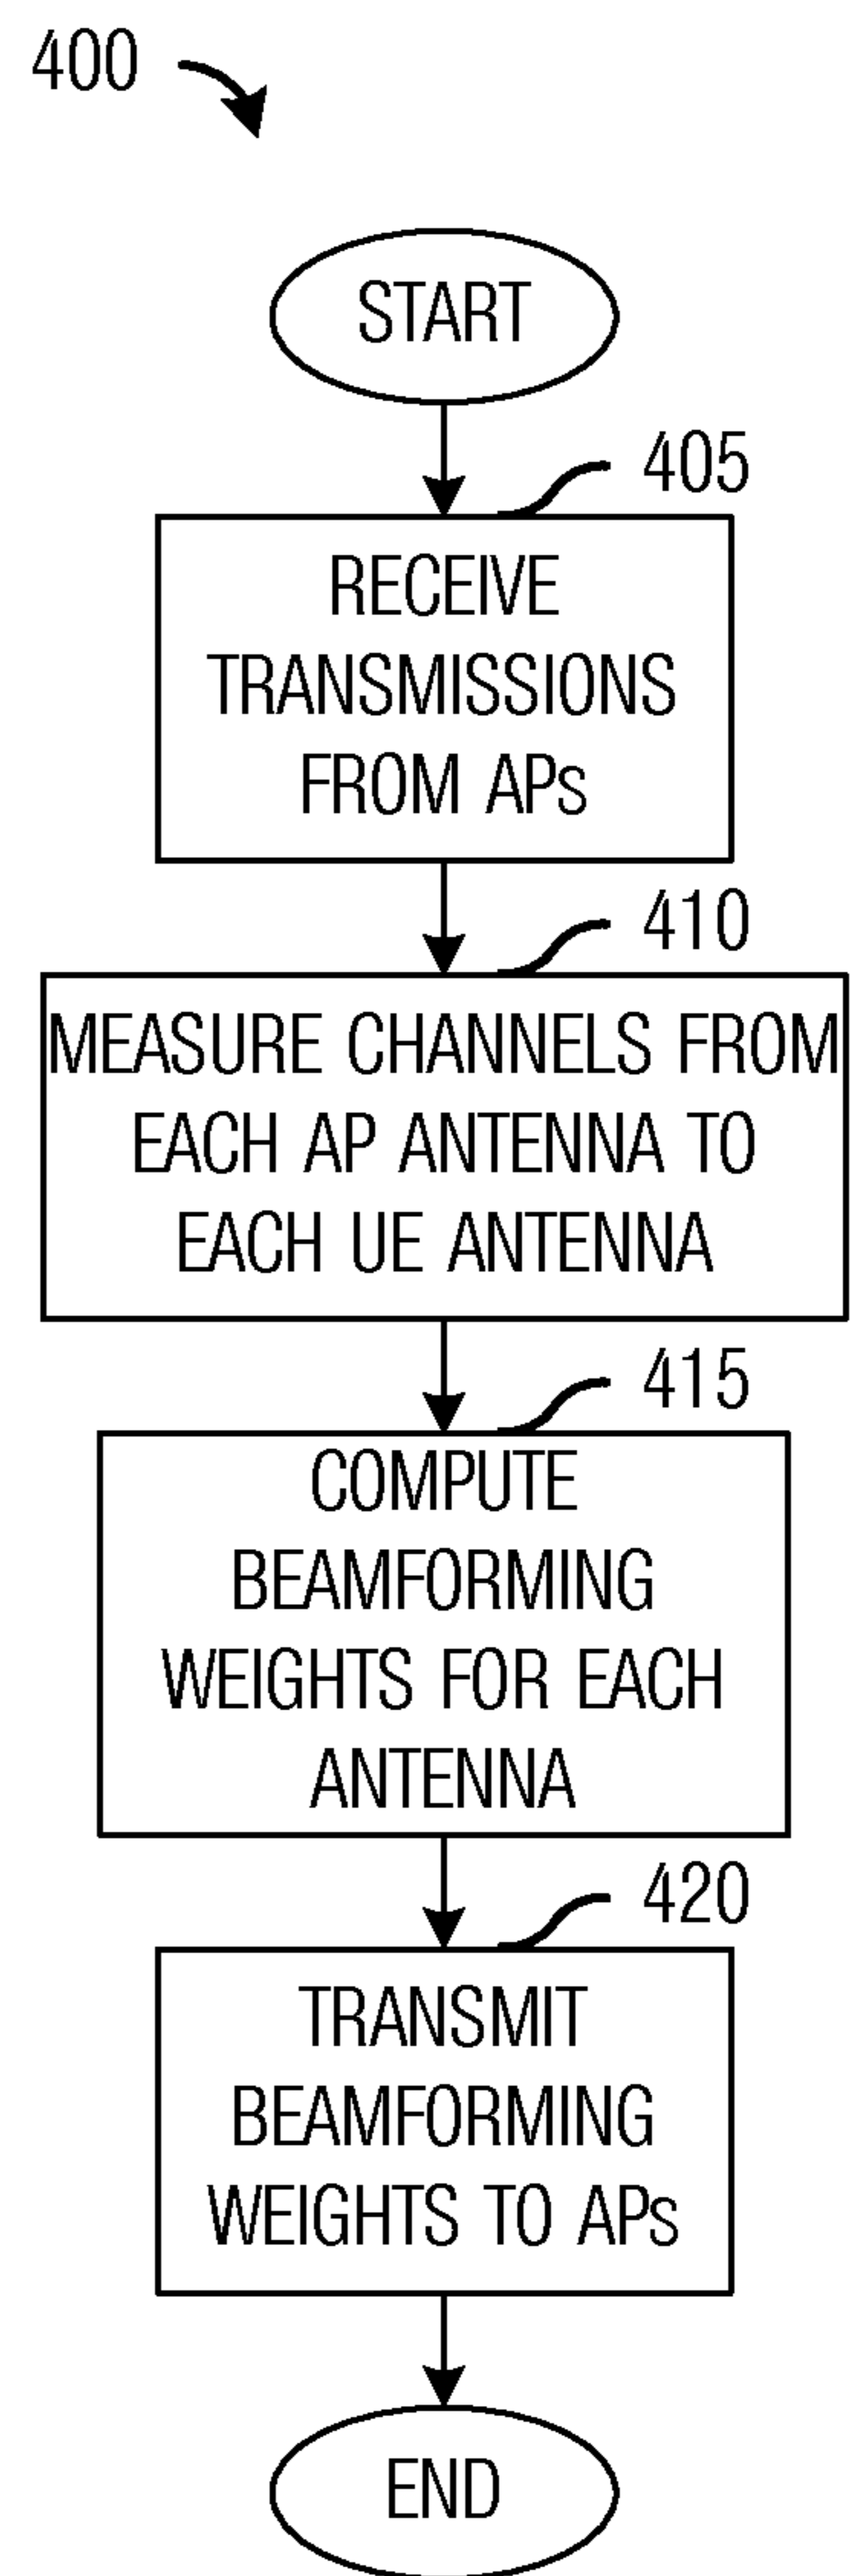 400
START
405
RECEIVE
TRANSMISSIONS
FROM APs
410
MEASURE CHANNELS FROM
EACH AP ANTENNA TO
EACH UE ANTENNA
415
COMPUTE
BEAMFORMING
WEIGHTS FOR EACH
ANTENNA
420
TRANSMIT
BEAMFORMING
WEIGHTS TO APs
END